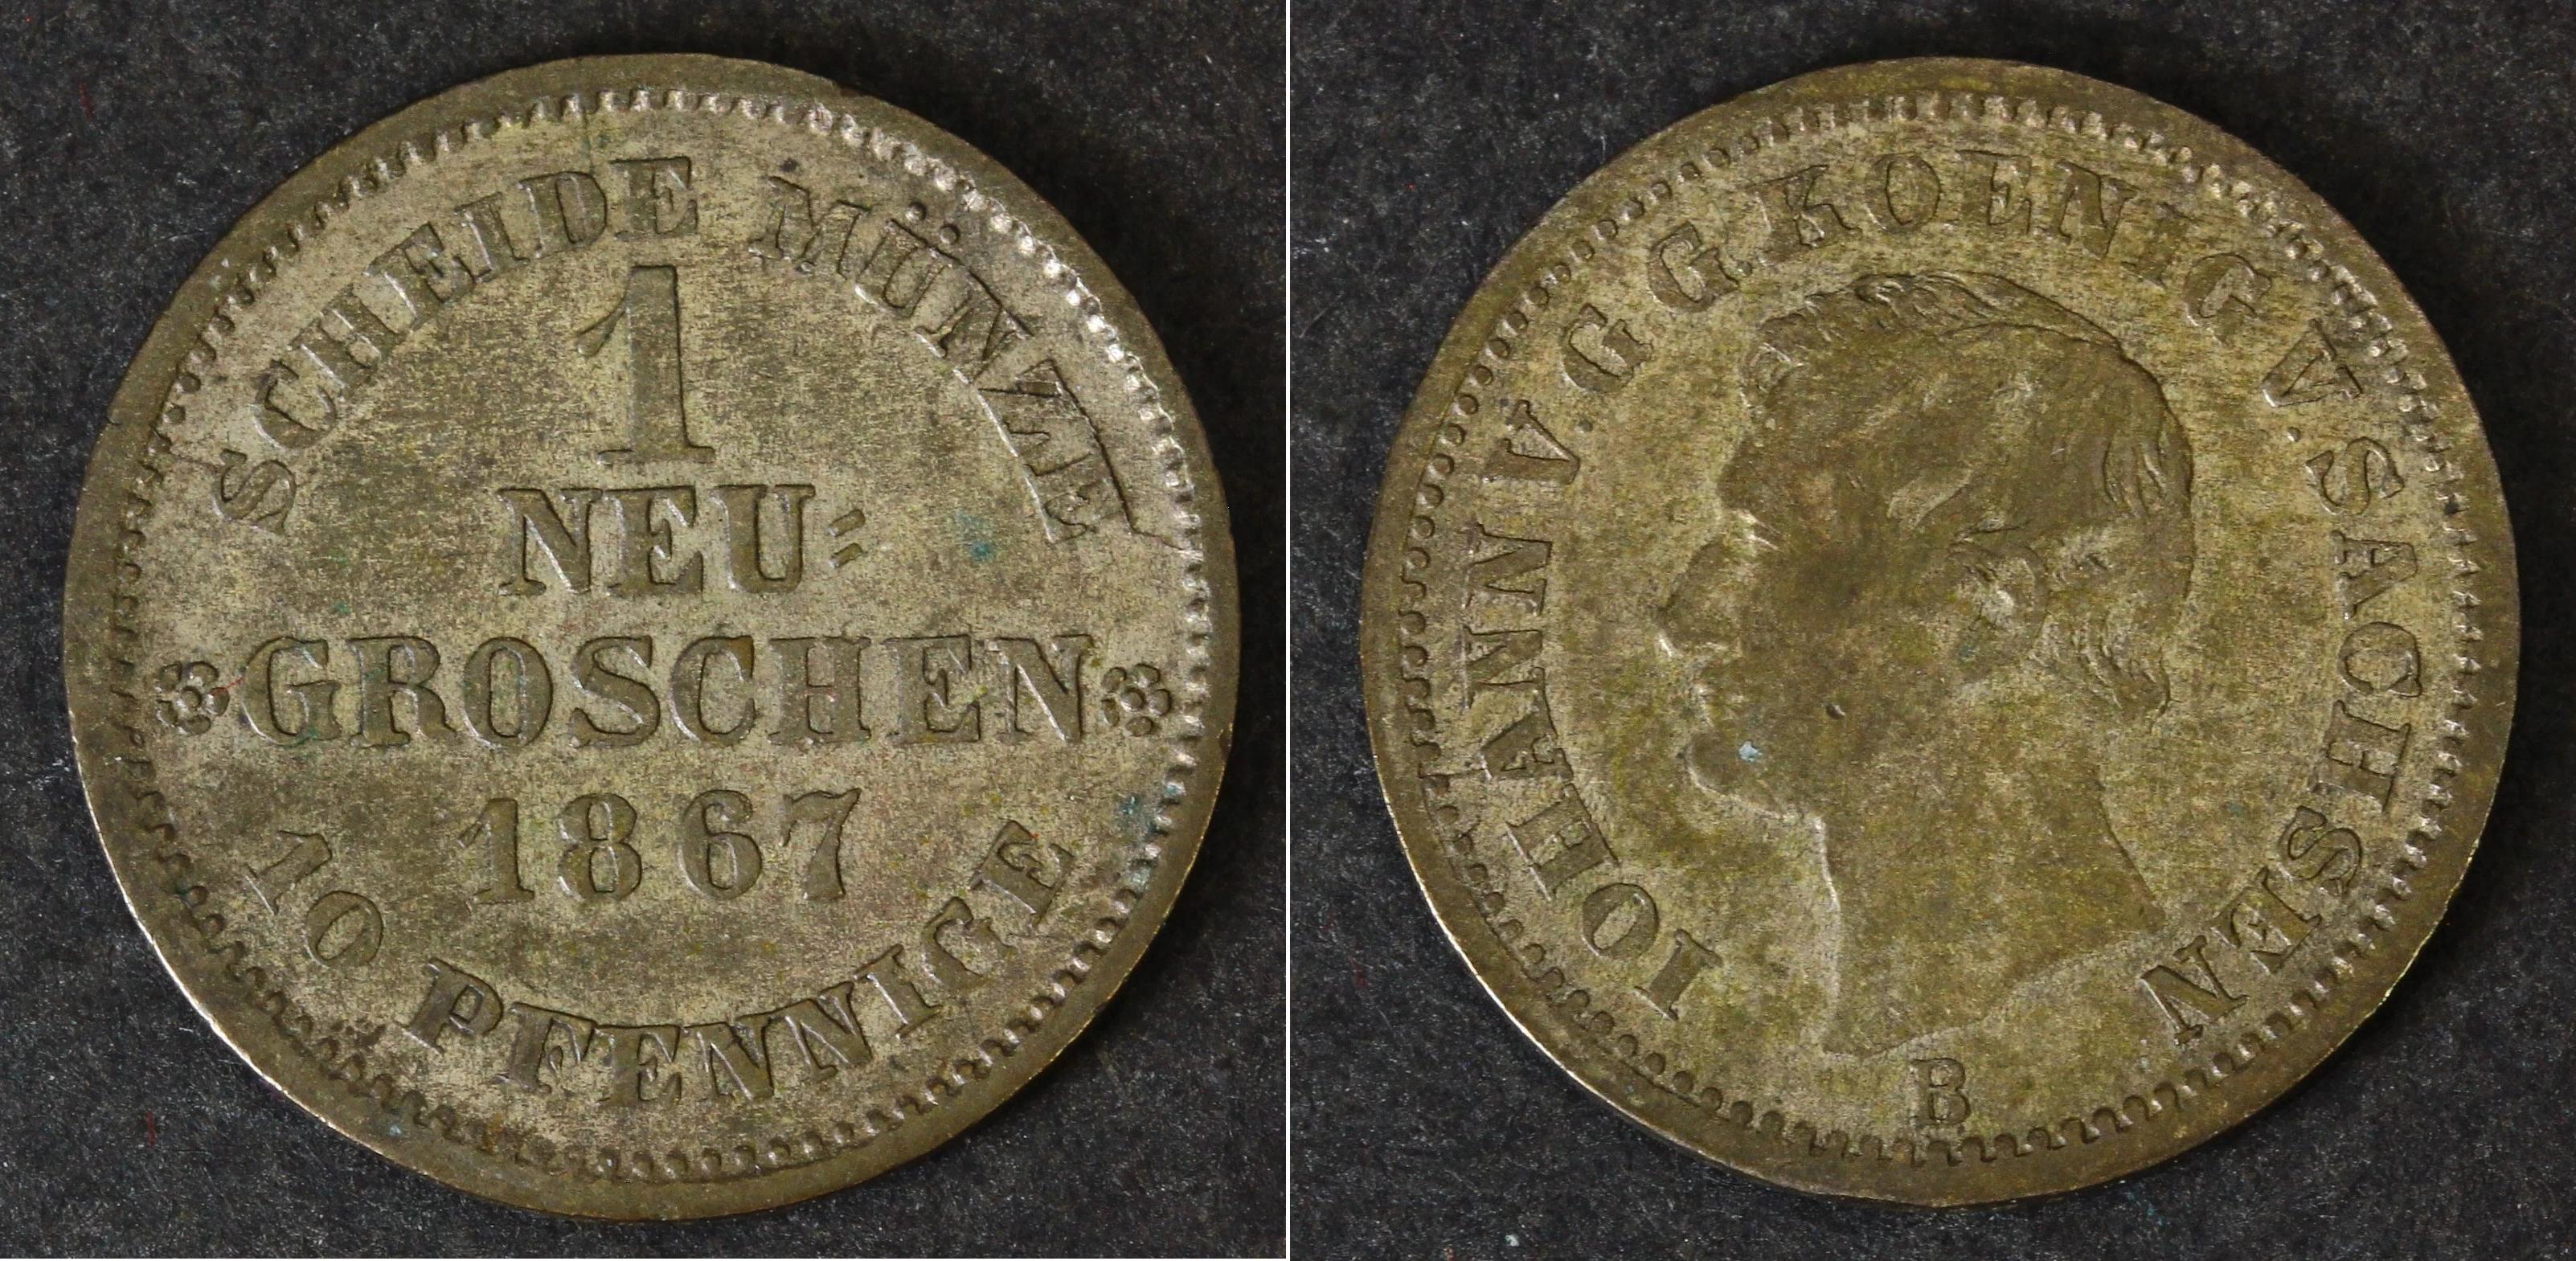 SCHEIDE MÜNZE
1
NEU=
GROSCHEN
1867
10 PFENNIGE
IOHANN V. G. G. KOENIG V. SACHSEN
B